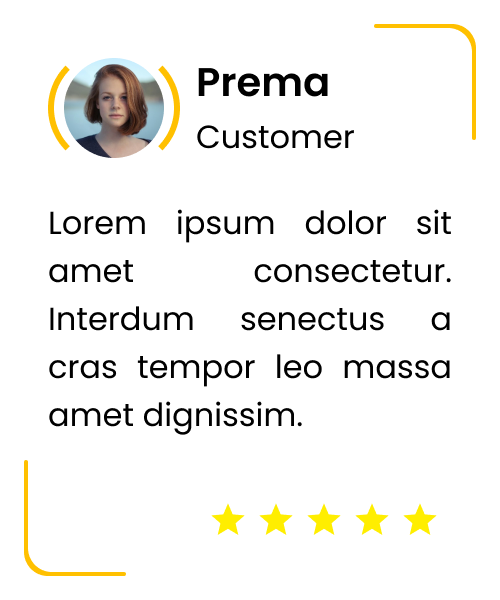 Prema
Customer
Lorem ipsum dolor sit
amet consectetur.
Interdum senectus a
cras tempor leo massa
amet dignissim.